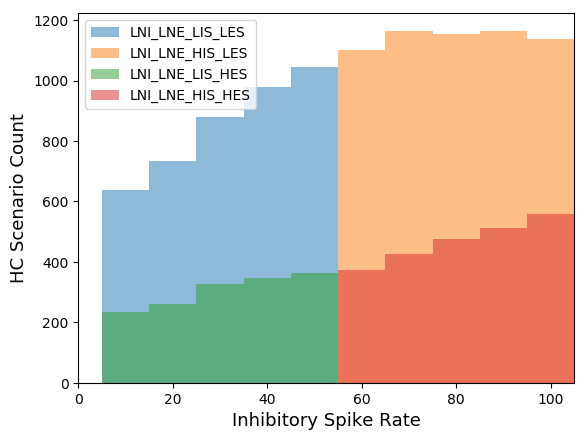 1200
1000
800
600
400
200
0
HC Scenario Count
LNI_LNE_LIS_LES
LNI_LNE_HIS_LES
LNI_LNE_LIS_HES
LNI_LNE_HIS_HES
0 20 40 60 80 100
Inhibitory Spike Rate